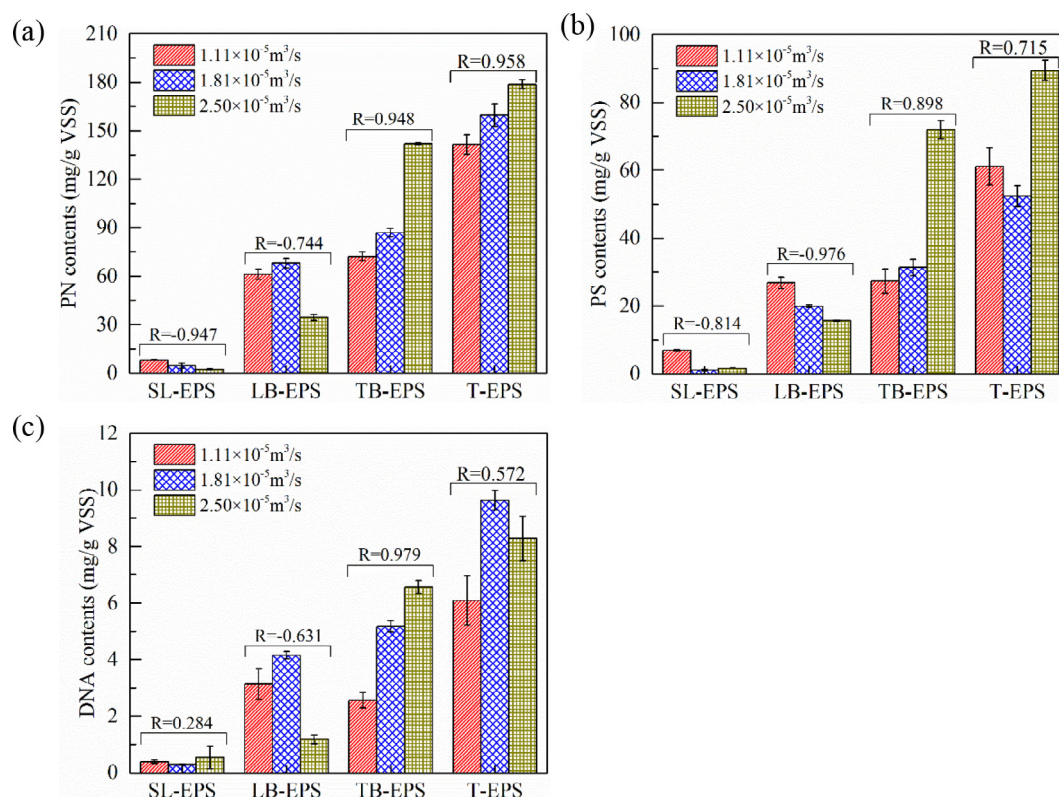 (a)
210
180
150
120
90
60
30
0
PN contents (mg/g VSS)
1.11×10⁻⁵m³/s
1.81×10⁻⁵m³/s
2.50×10⁻⁵m³/s
R=-0.947
R=-0.744
R=0.948
R=0.958
SL-EPS LB-EPS TB-EPS T-EPS
(b)
100
80
60
40
20
0
PS contents (mg/g VSS)
1.11×10⁻⁵m³/s
1.81×10⁻⁵m³/s
2.50×10⁻⁵m³/s
R=-0.814
R=-0.976
R=0.898
R=0.715
SL-EPS LB-EPS TB-EPS T-EPS
(c)
12
10
8
6
4
2
0
DNA contents (mg/g VSS)
1.11×10⁻⁵m³/s
1.81×10⁻⁵m³/s
2.50×10⁻⁵m³/s
R=0.284
R=-0.631
R=0.979
R=0.572
SL-EPS LB-EPS TB-EPS T-EPS